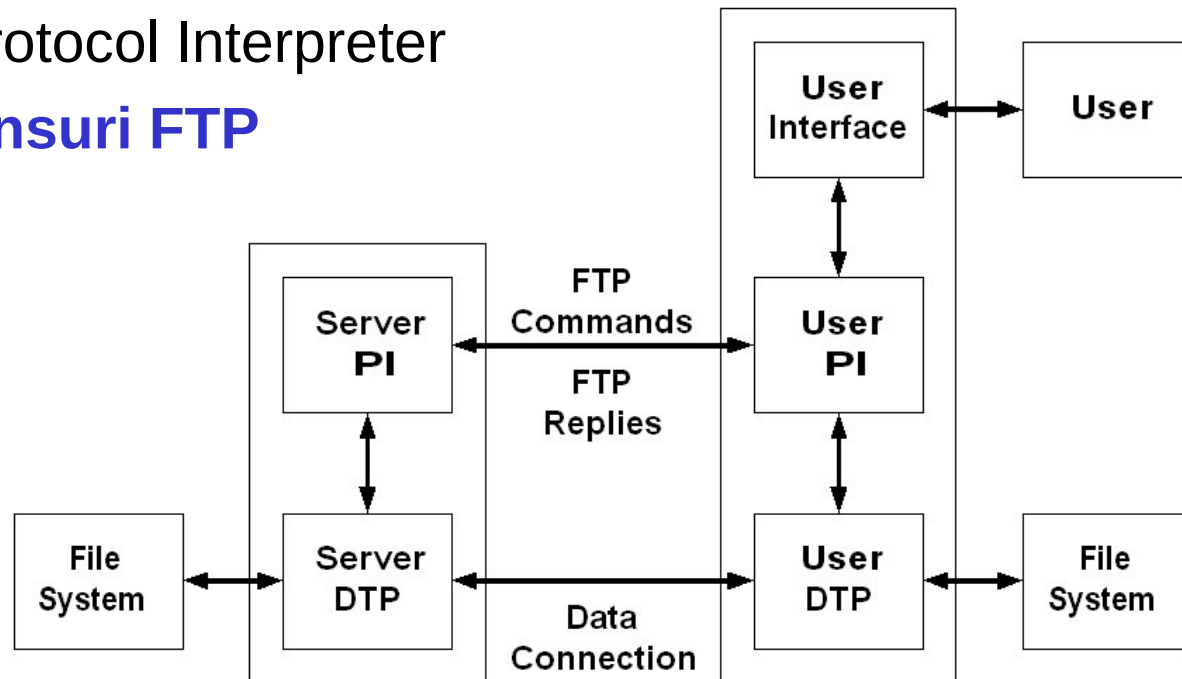 rotocol Interpreter
nsuri FTP
User
Interface
User
FTP
Commands
Server
PI
User
PI
FTP
Replies
File
System
Server
DTP
User
DTP
File
System
Data
Connection